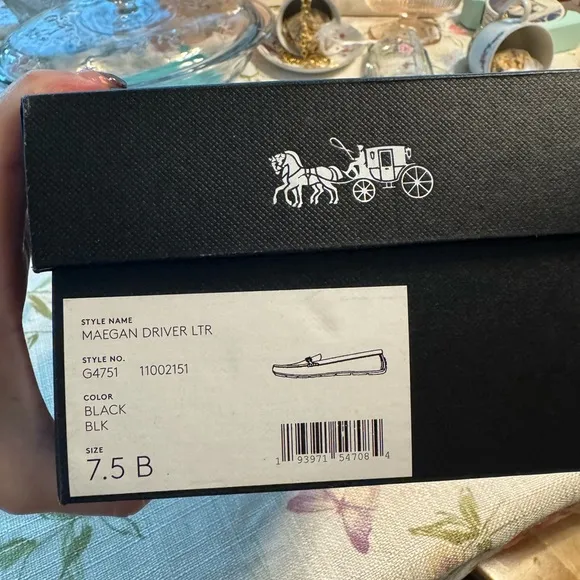 STYLE NAME
MAEGAN DRIVER LTR
STYLE NO.
G4751 11002151
COLOR
BLACK
BLK
SIZE
7.5 B
1 93971 54708 4